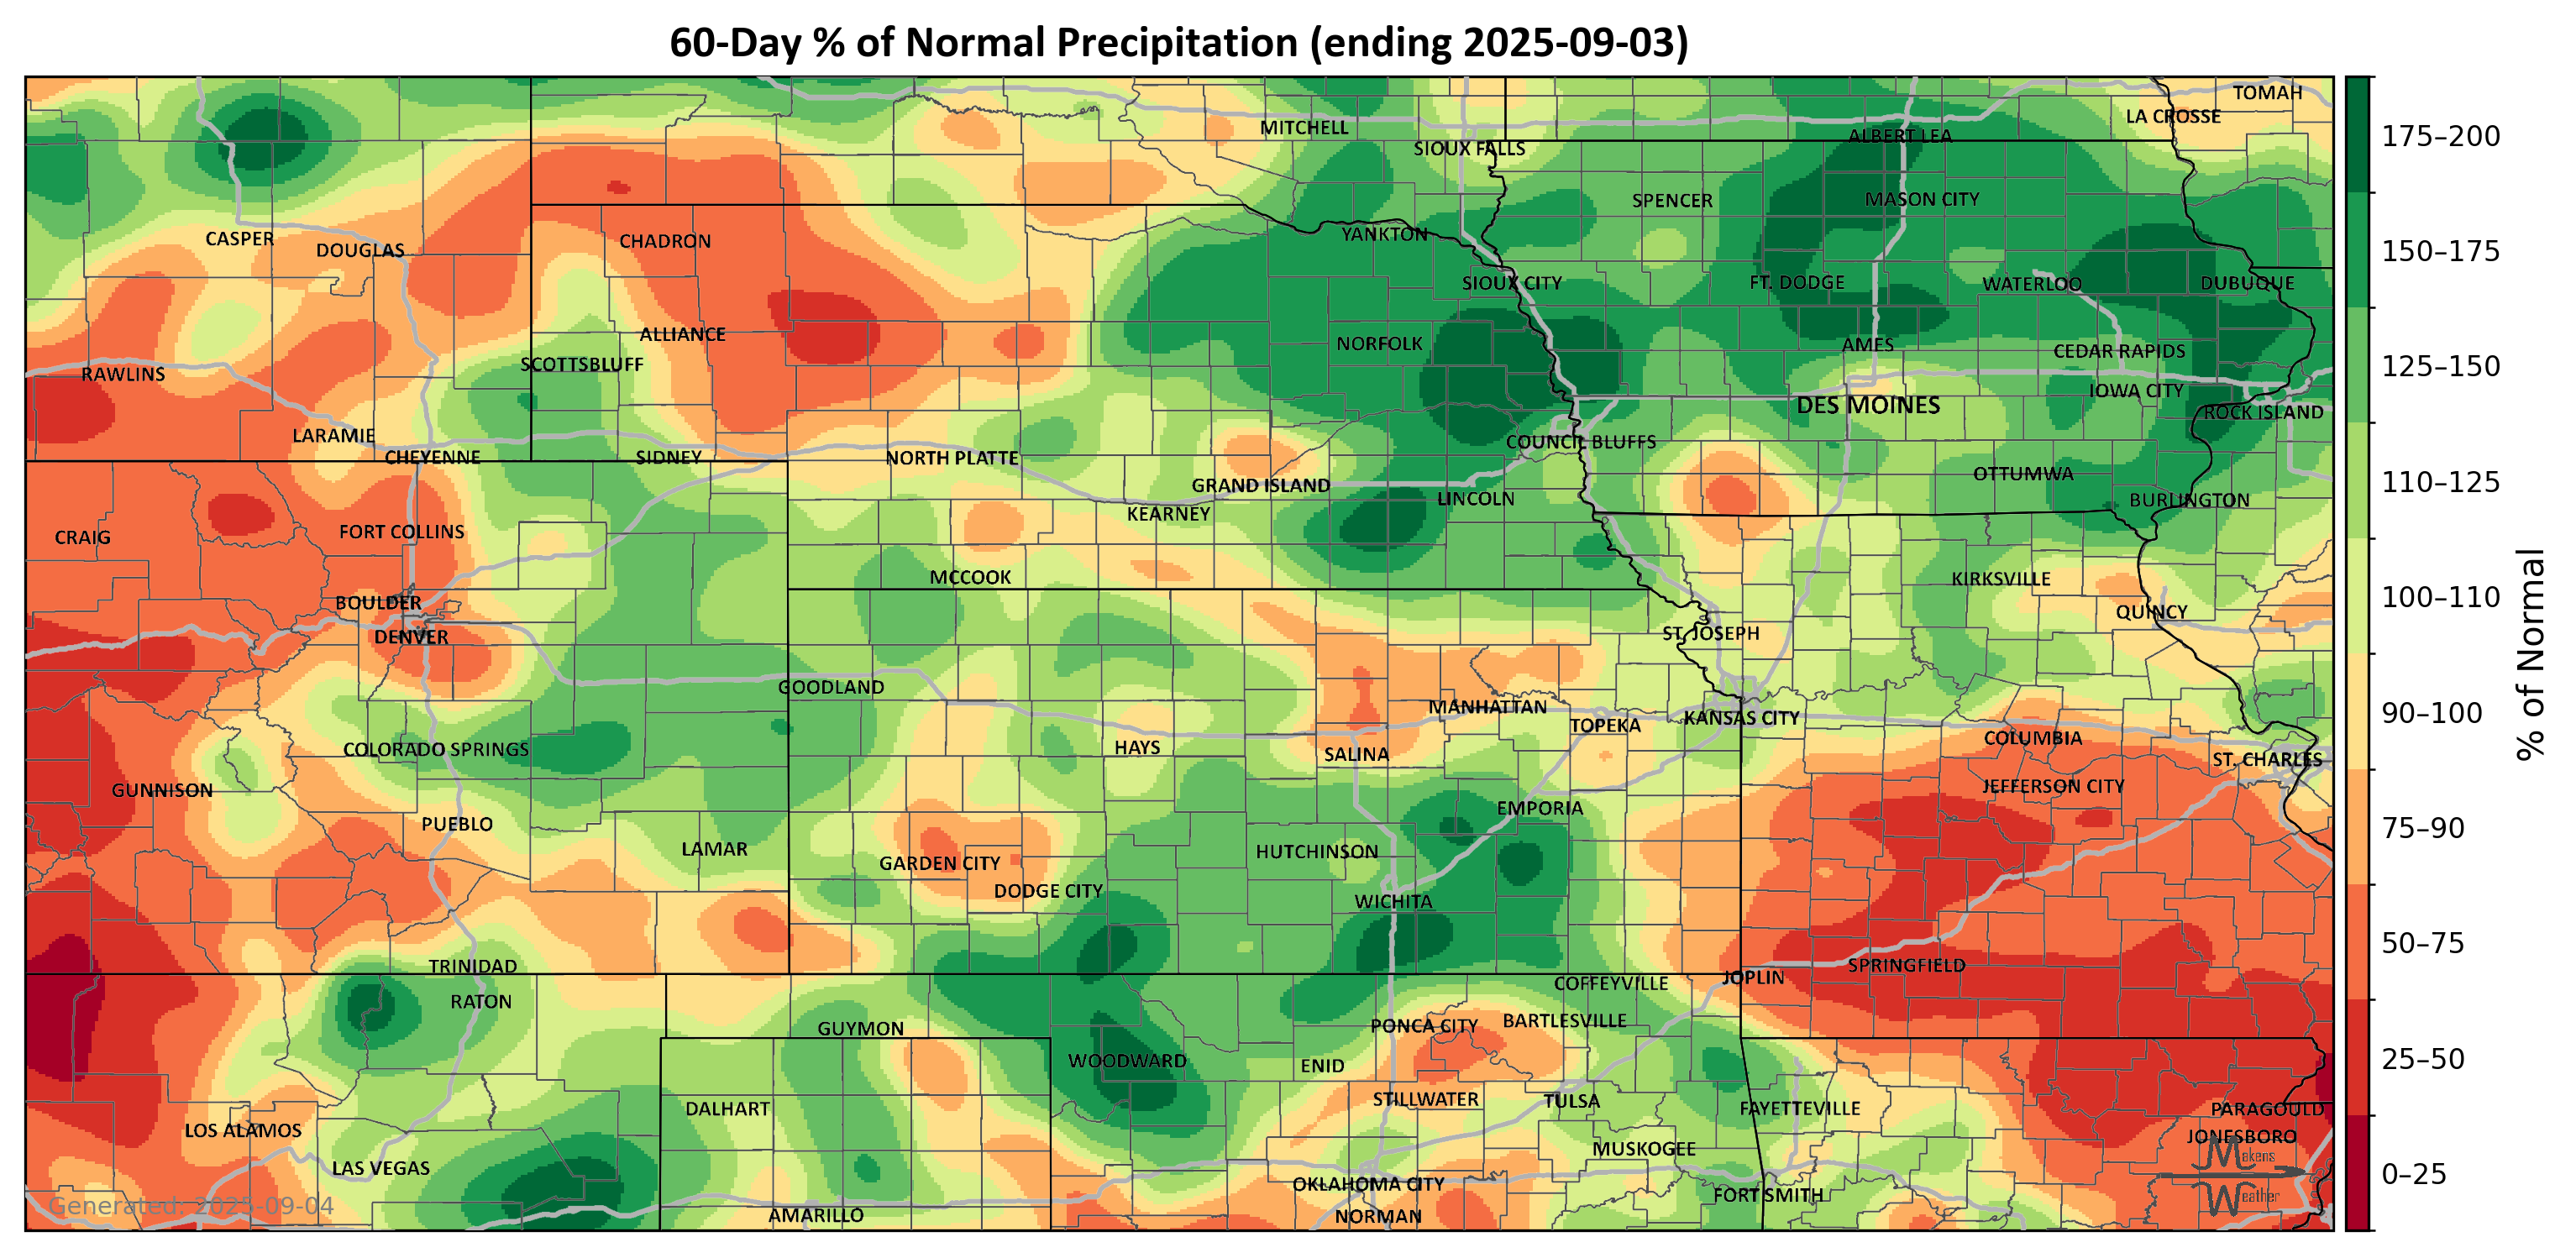 60-Day % of Normal Precipitation (ending 2025-09-03)
TOMAH
LA CROSSE
MITCHELL
ALBERT LEA
SIOUX FALLS
SPENCER
MASON CITY
CASPER
DOUGLAS
CHADRON
YANKTON
SIOUX CITY
FT. DODGE
WATERLOO
DUBUQUE
ALLIANCE
NORFOLK
AMES
CEDAR RAPIDS
SCOTTSBLUFF
RAWLINS
IOWA CITY
DES MOINES
ROCK ISLAND
LARAMIE
COUNCIL BLUFFS
CHEYENNE
SIDNEY
NORTH PLATTE
OTTUMWA
GRAND ISLAND
LINCOLN
BURLINGTON
KEARNEY
CRAIG
FORT COLLINS
MCCOOK
KIRKSVILLE
BOULDER
QUINCY
DENVER
ST. JOSEPH
GOODLAND
MANHATTAN
TOPEKA
KANSAS CITY
COLUMBIA
COLORADO SPRINGS
HAYS
SALINA
ST. CHARLES
GUNNISON
JEFFERSON CITY
EMPORIA
PUEBLO
LAMAR
HUTCHINSON
GARDEN CITY
DODGE CITY
WICHITA
TRINIDAD
SPRINGFIELD
JOPLIN
COFFEYVILLE
RATON
GUYMON
PONCA CITY
BARTLESVILLE
WOODWARD
ENID
STILLWATER
TULSA
DALHART
FAYETTEVILLE
PARAGOULD
LOS ALAMOS
JONESBORO
MUSKOGEE
LAS VEGAS
OKLAHOMA CITY
FORT SMITH
AMARILLO
NORMAN
Makens
Weather
Generated: 2025-09-04
175–200
150–175
125–150
110–125
100–110
90–100
75–90
50–75
25–50
0–25
% of Normal